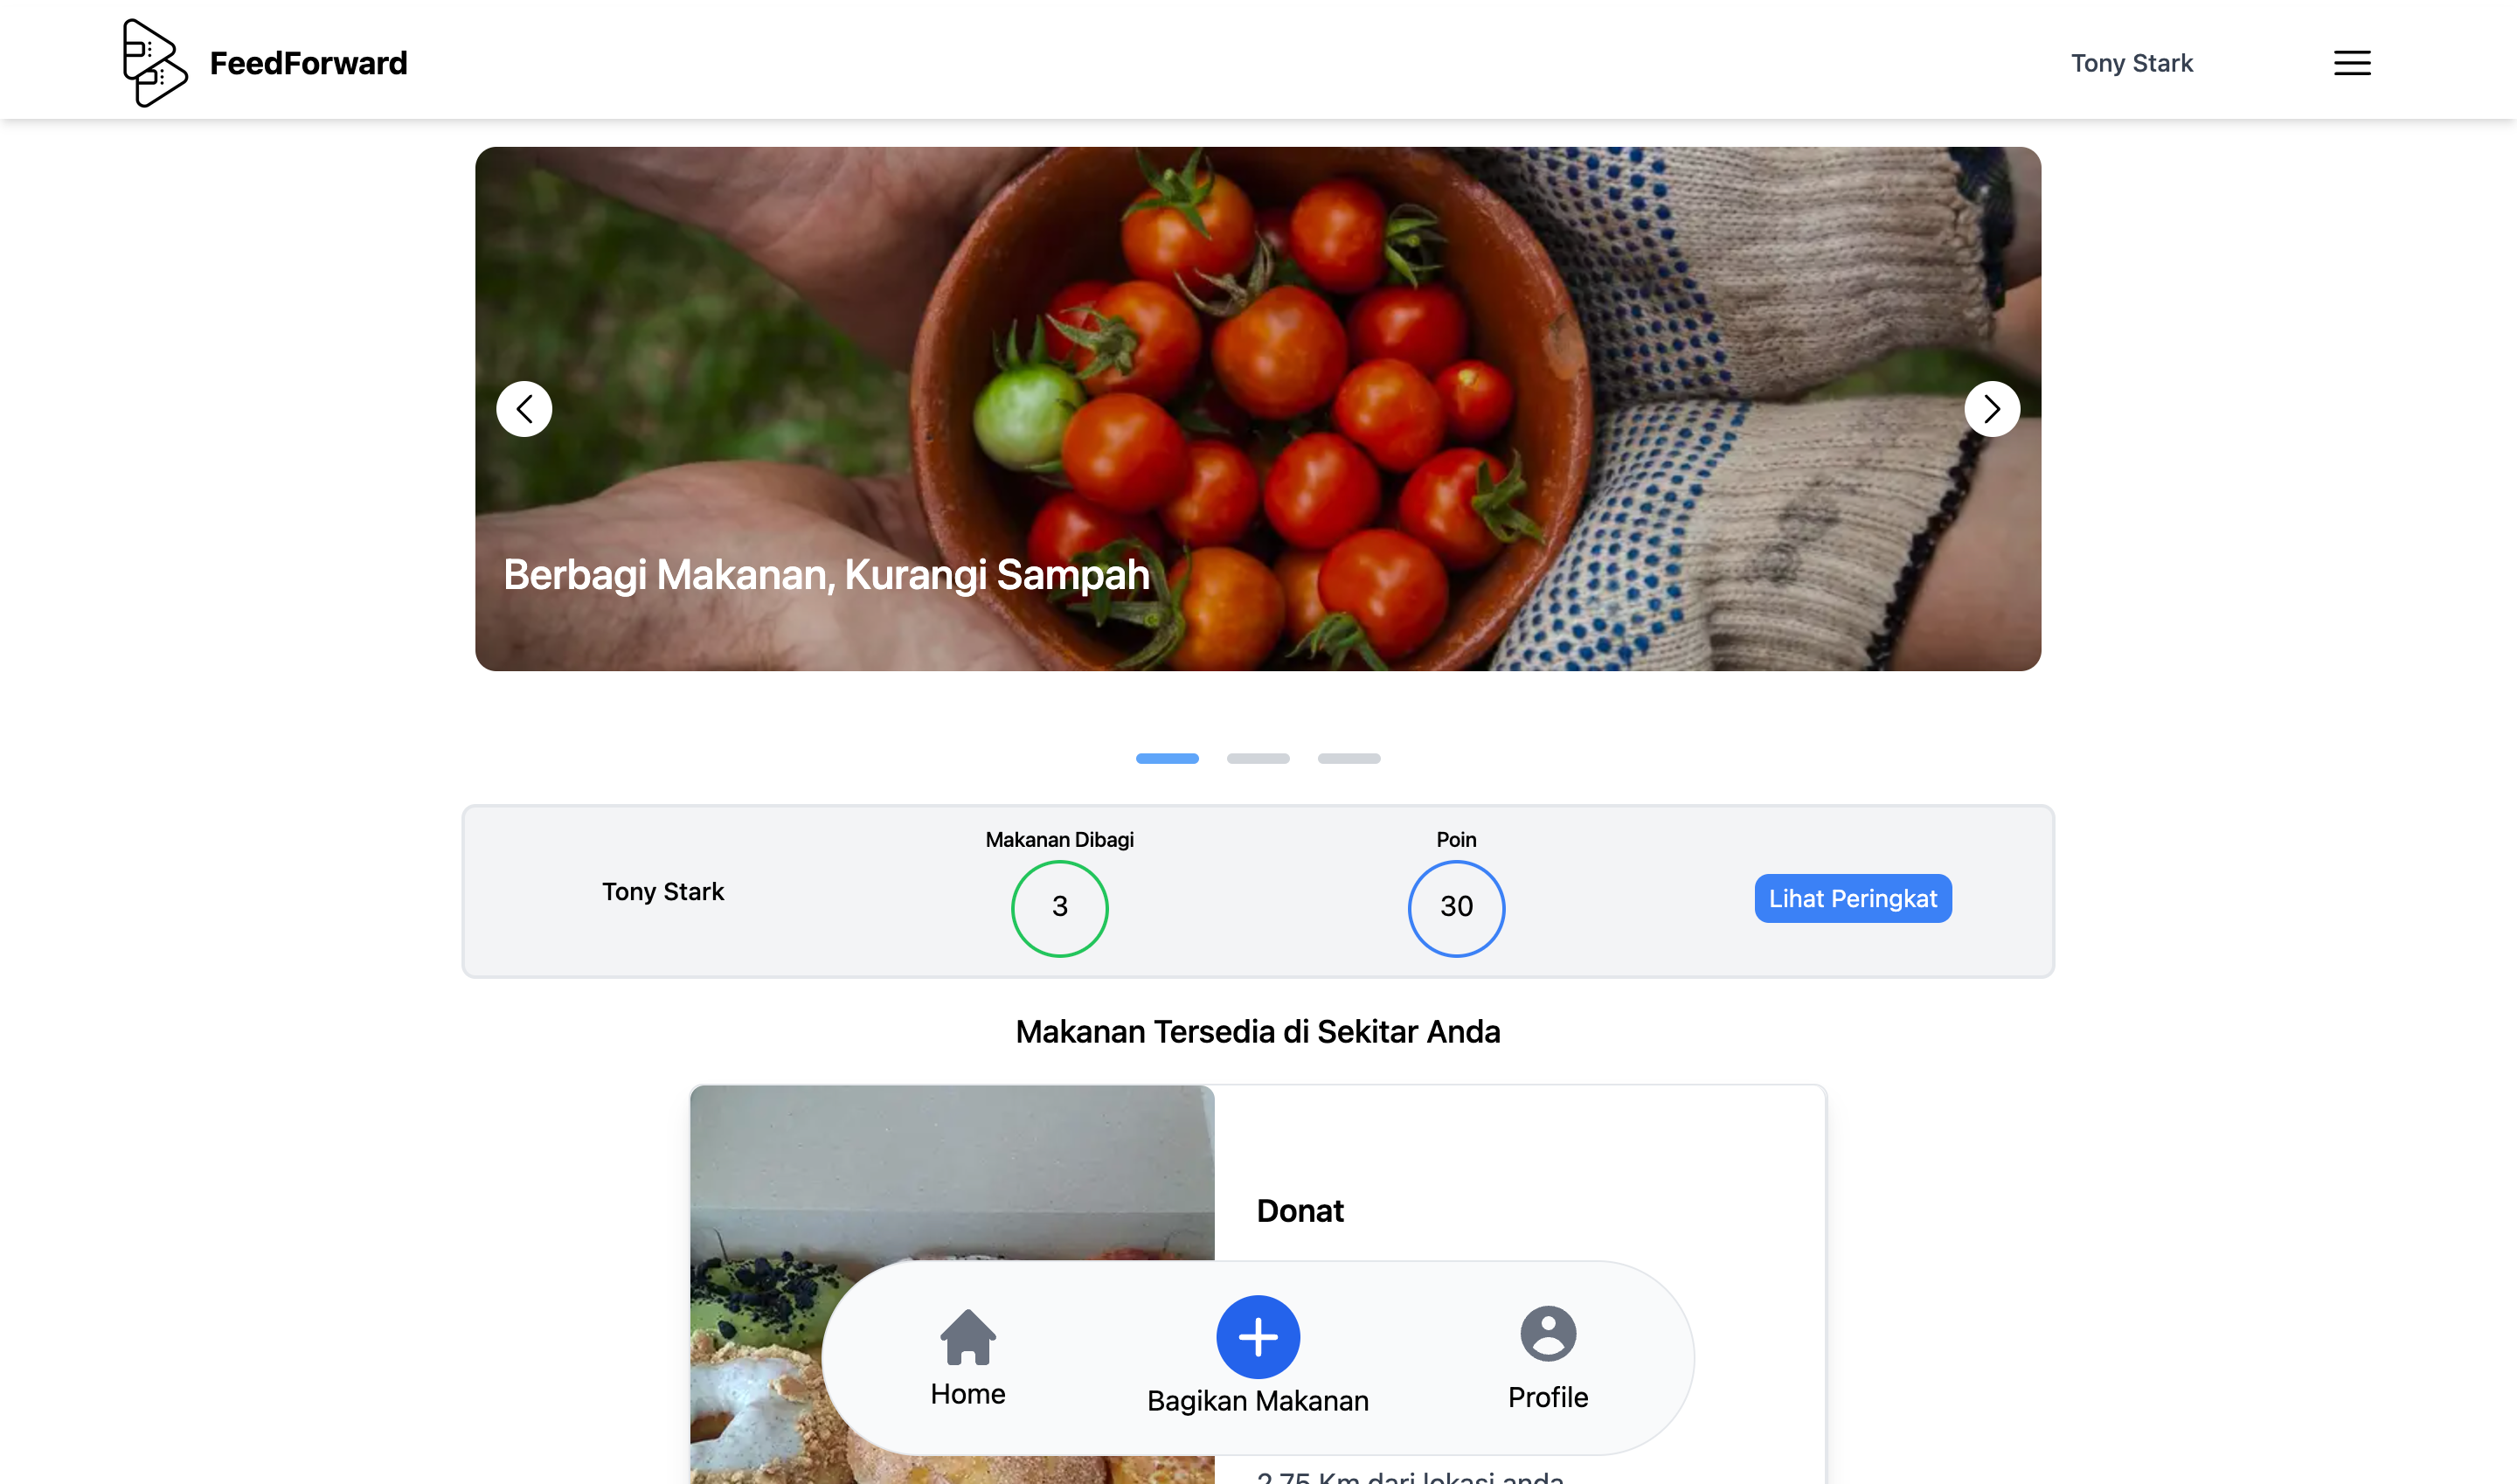 FeedForward
Tony Stark
Berbagi Makanan, Kurangi Sampah
Tony Stark
Makanan Dibagi
3
Poin
30
Lihat Peringkat
Makanan Tersedia di Sekitar Anda
Donat
Home
Bagikan Makanan
Profile
2.75 Km dari lokasi anda